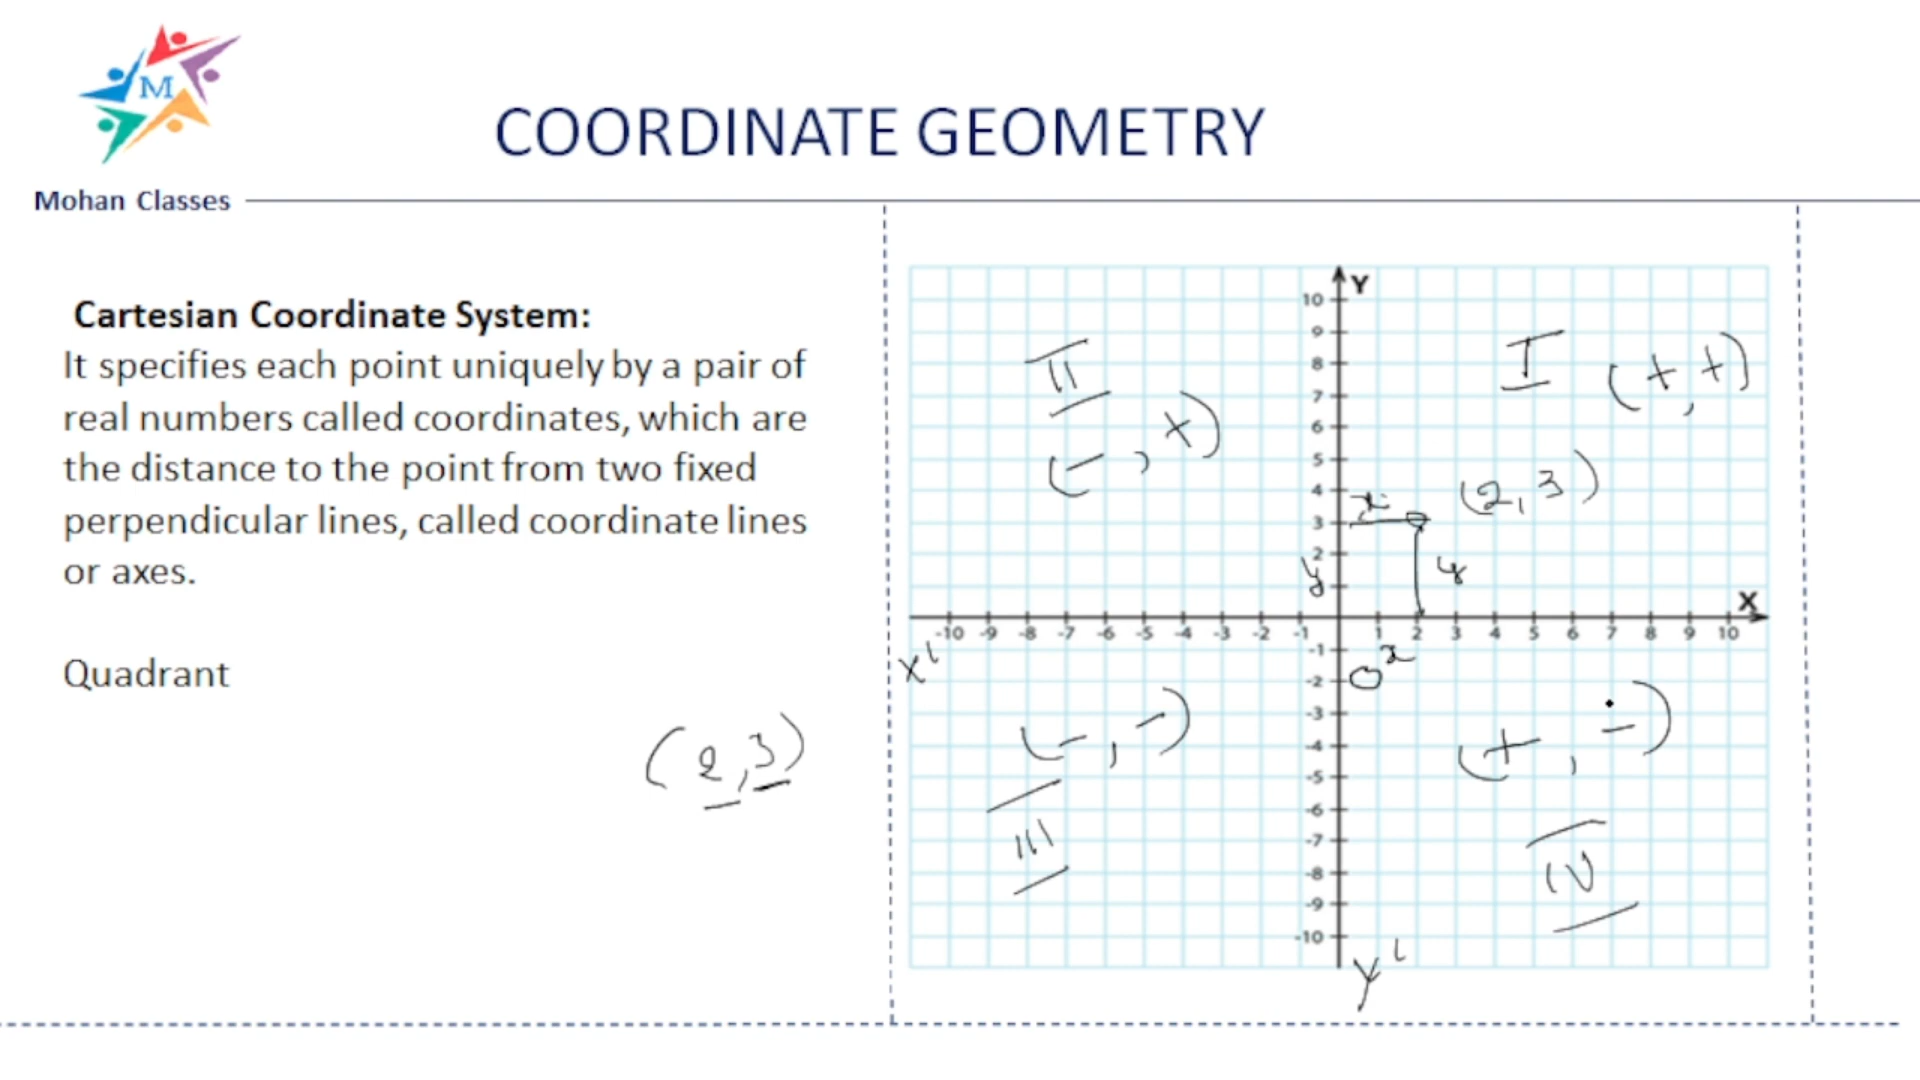 M
COORDINATE GEOMETRY
Mohan Classes
Cartesian Coordinate System:
It specifies each point uniquely by a pair of
real numbers called coordinates, which are
the distance to the point from two fixed
perpendicular lines, called coordinate lines
or axes.
Quadrant
(2,3)
Y
10
9
8
7
6
5
4
3
2
II
(-,+)
I (+,+)
(2,3)
x
y
y
X
-10 -9 -8 -7 -6 -5 -4 -3 -2 -1 1 2 3 4 5 6 7 8 9 10
X'
O
x
-1
-2
-3
-4
-5
-6
-7
-8
-9
-10
(-,-)
III
(+,-)
IV
Y'